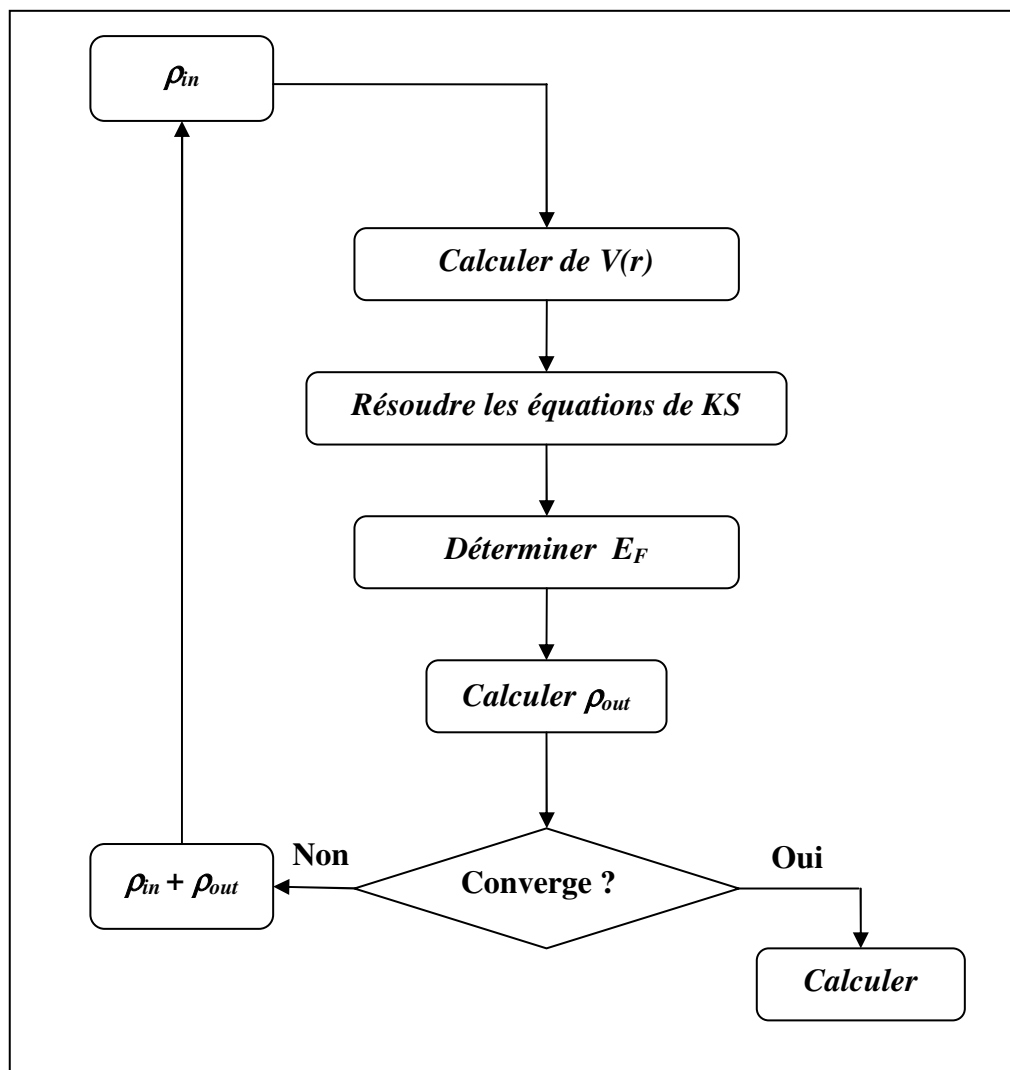 ρin
Calculer de V(r)
Résoudre les équations de KS
Déterminer EF
Calculer ρout
Non
Oui
ρin + ρout
Converge ?
Calculer